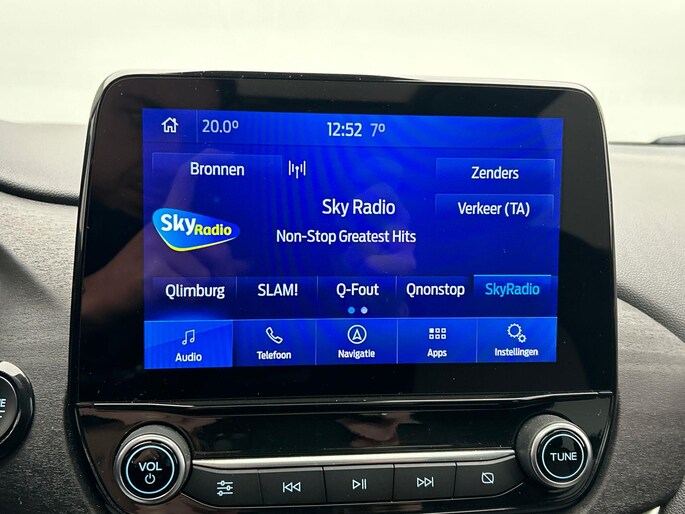 20.0° 12:52 7°
Bronnen Zenders
Sky Radio
Verkeer (TA)
Sky Radio
Non-Stop Greatest Hits
Qlimburg SLAM! Q-Fout Qnonstop SkyRadio
Audio Telefoon Navigatie Apps Instellingen
VOL TUNE